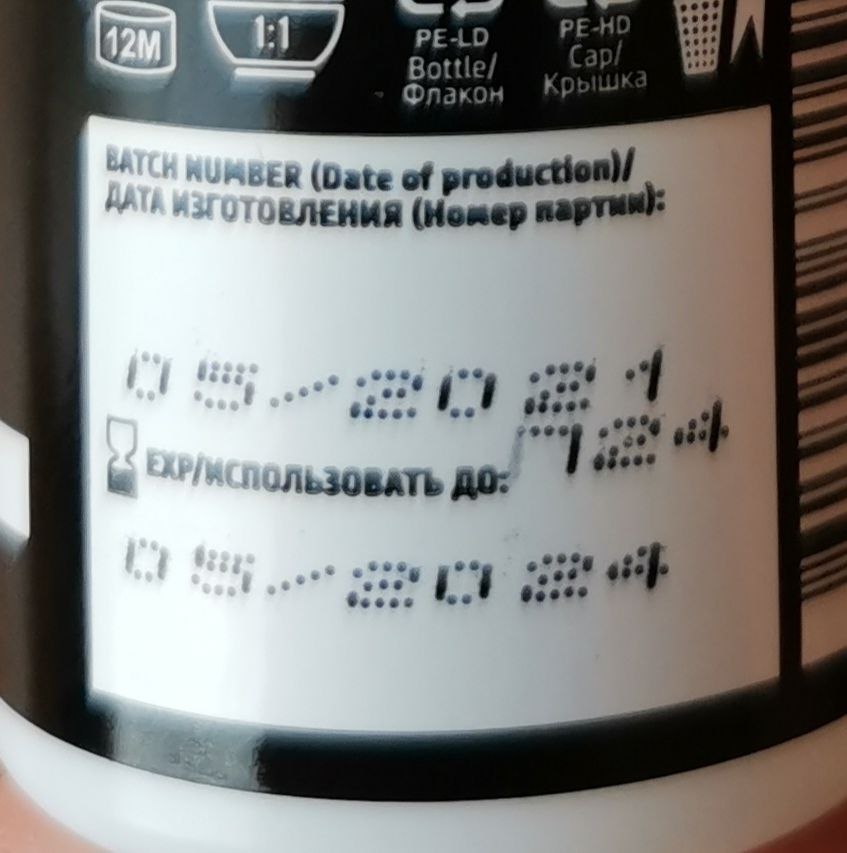 12M
1:1
PE-LD
Bottle/
Флакон
PE-HD
Cap/
Крышка
BATCH NUMBER (Date of production)/
ДАТА ИЗГОТОВЛЕНИЯ (Номер партии):
05/2021
724
EXP/ИСПОЛЬЗОВАТЬ ДО:
05/2024